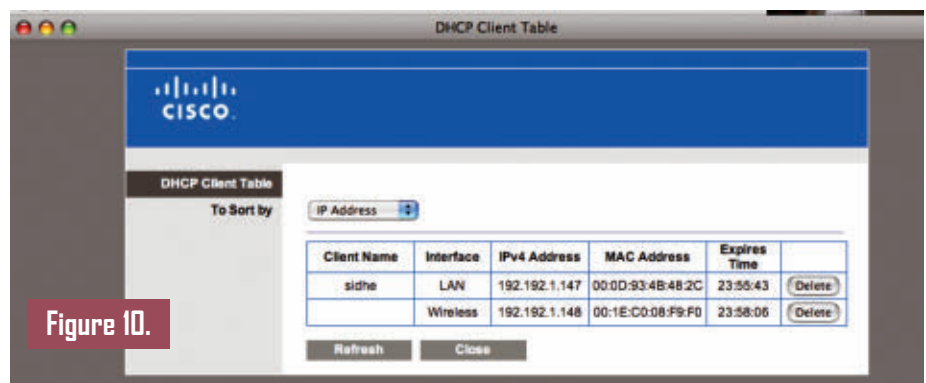 DHCP Client Table
CISCO.
DHCP Client Table
To Sort by
IP Address
Client Name Interface IPv4 Address MAC Address Expires Time
sidhe LAN 192.192.1.147 00:0D:93:4B:48:2C 23:55:43 Delete
Wireless 192.192.1.148 00:1E:C0:08:F9:F0 23:58:06 Delete
Refresh Close
Figure 10.